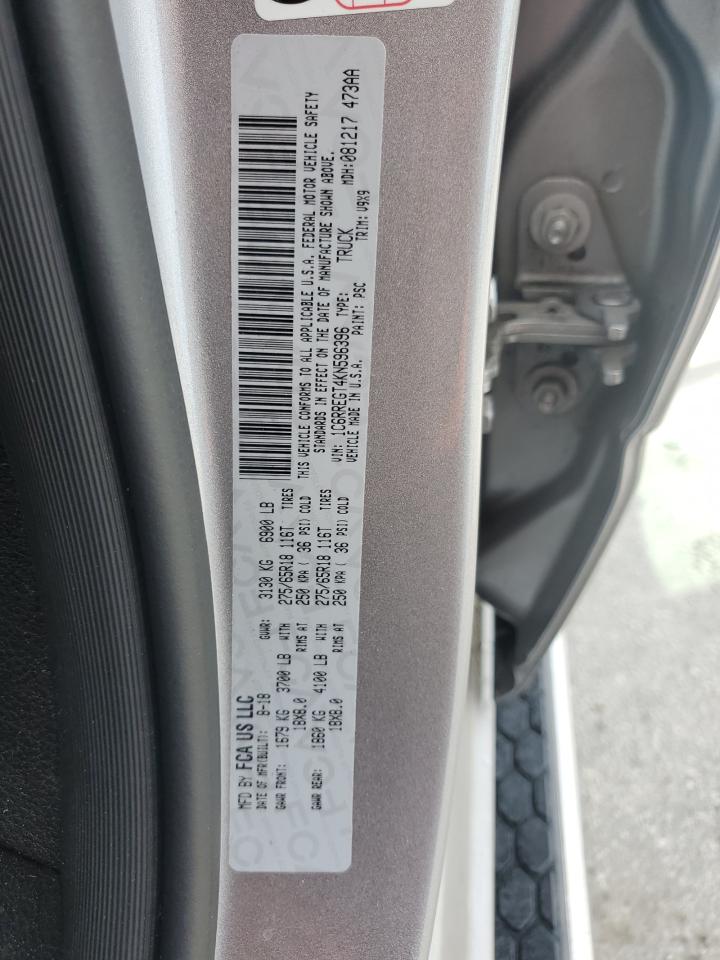 MFD BY FCA US LLC
DATE OF MFR(BUILT): 8-18 GVWR: 3130 KG 6900 LB
GAWR FRONT: 1679 KG 3700 LB WITH 275/65R18 116T TIRES
18X8.0 RIMS AT 250 KPA ( 36 PSI) COLD
GAWR REAR: 1860 KG 4100 LB WITH 275/65R18 116T TIRES
18X8.0 RIMS AT 250 KPA ( 36 PSI) COLD
THIS VEHICLE CONFORMS TO ALL APPLICABLE U.S.A. FEDERAL MOTOR VEHICLE SAFETY
STANDARDS IN EFFECT ON THE DATE OF MANUFACTURE SHOWN ABOVE.
VIN: 1C6RREGT4KN596396 TYPE: TRUCK MDH: 081217 473AA
VEHICLE MADE IN U.S.A. PAINT: PSC TRIM: V9X9